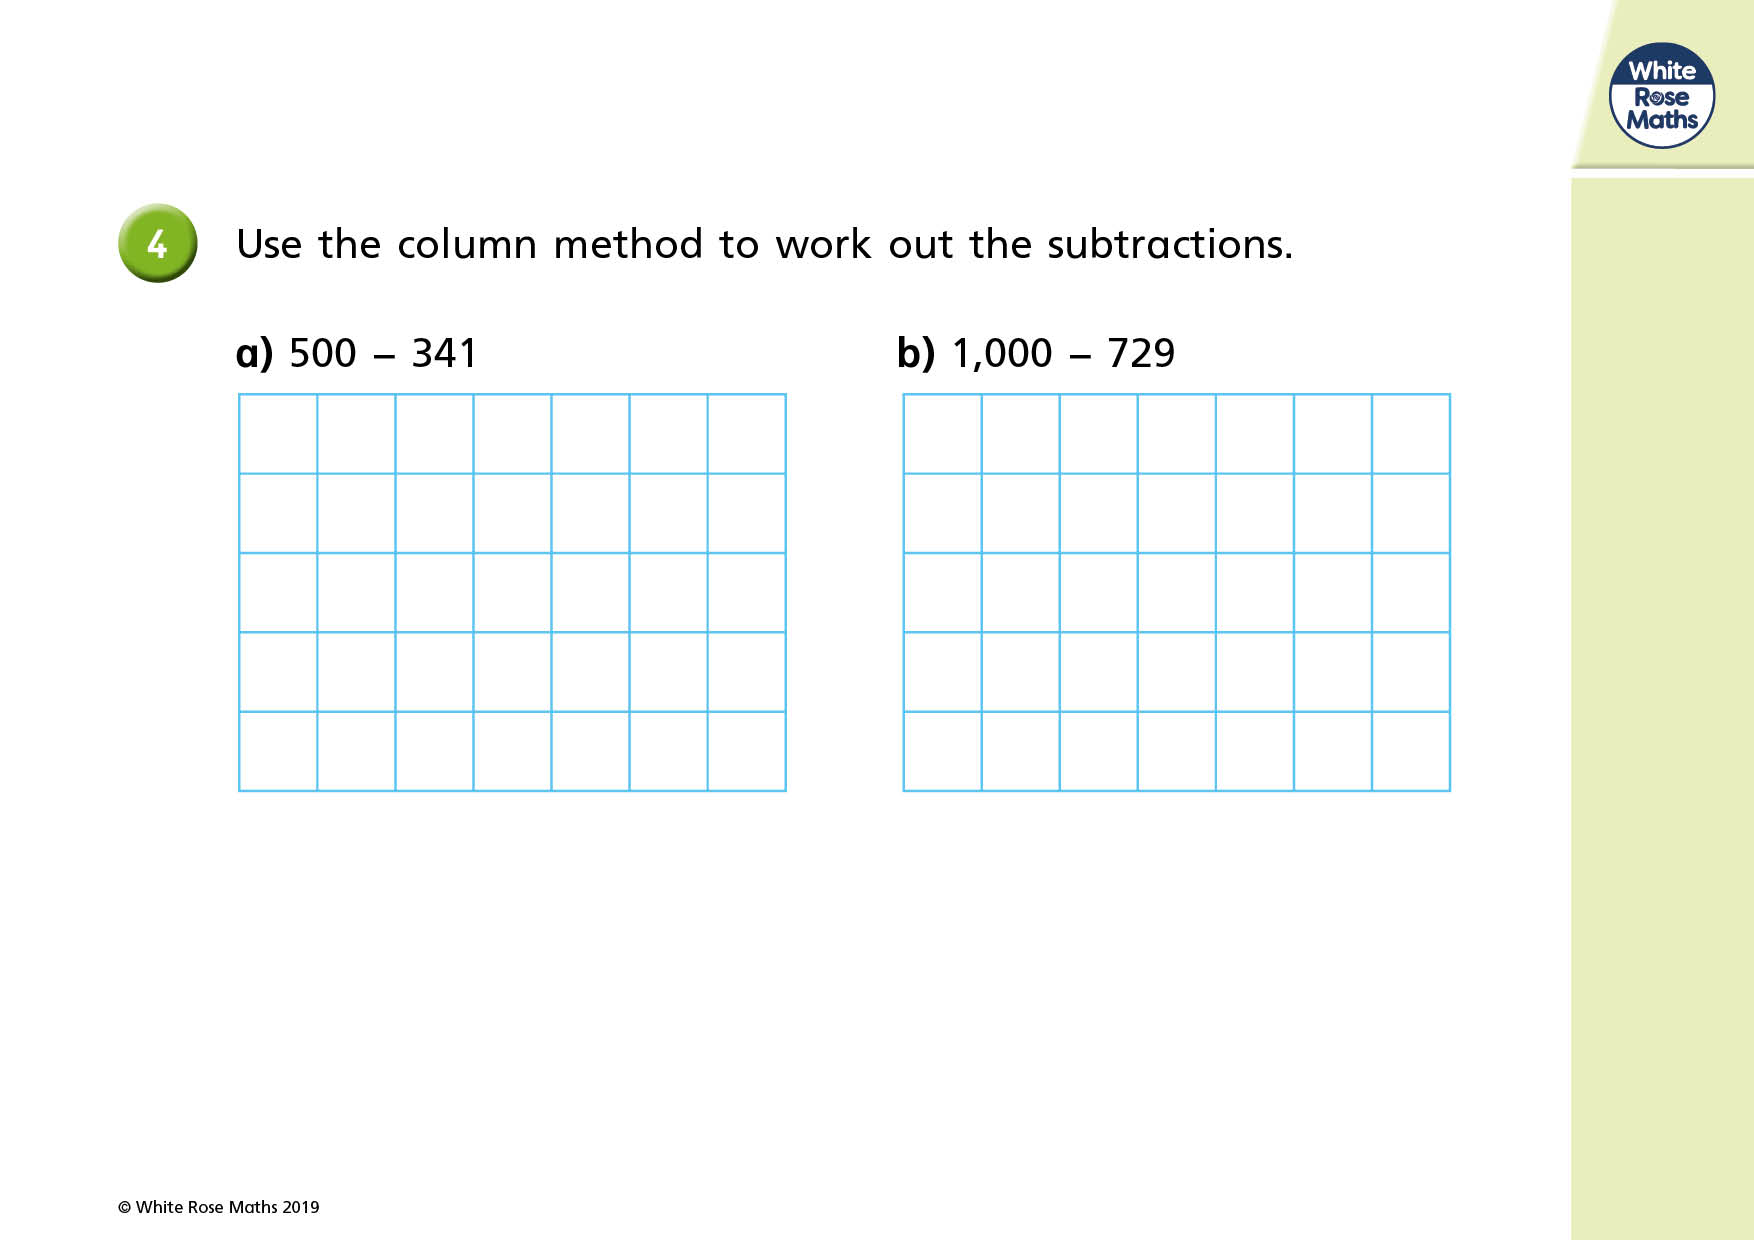 White
Rose
Maths
4 Use the column method to work out the subtractions.
a) 500 – 341 b) 1,000 – 729
© White Rose Maths 2019